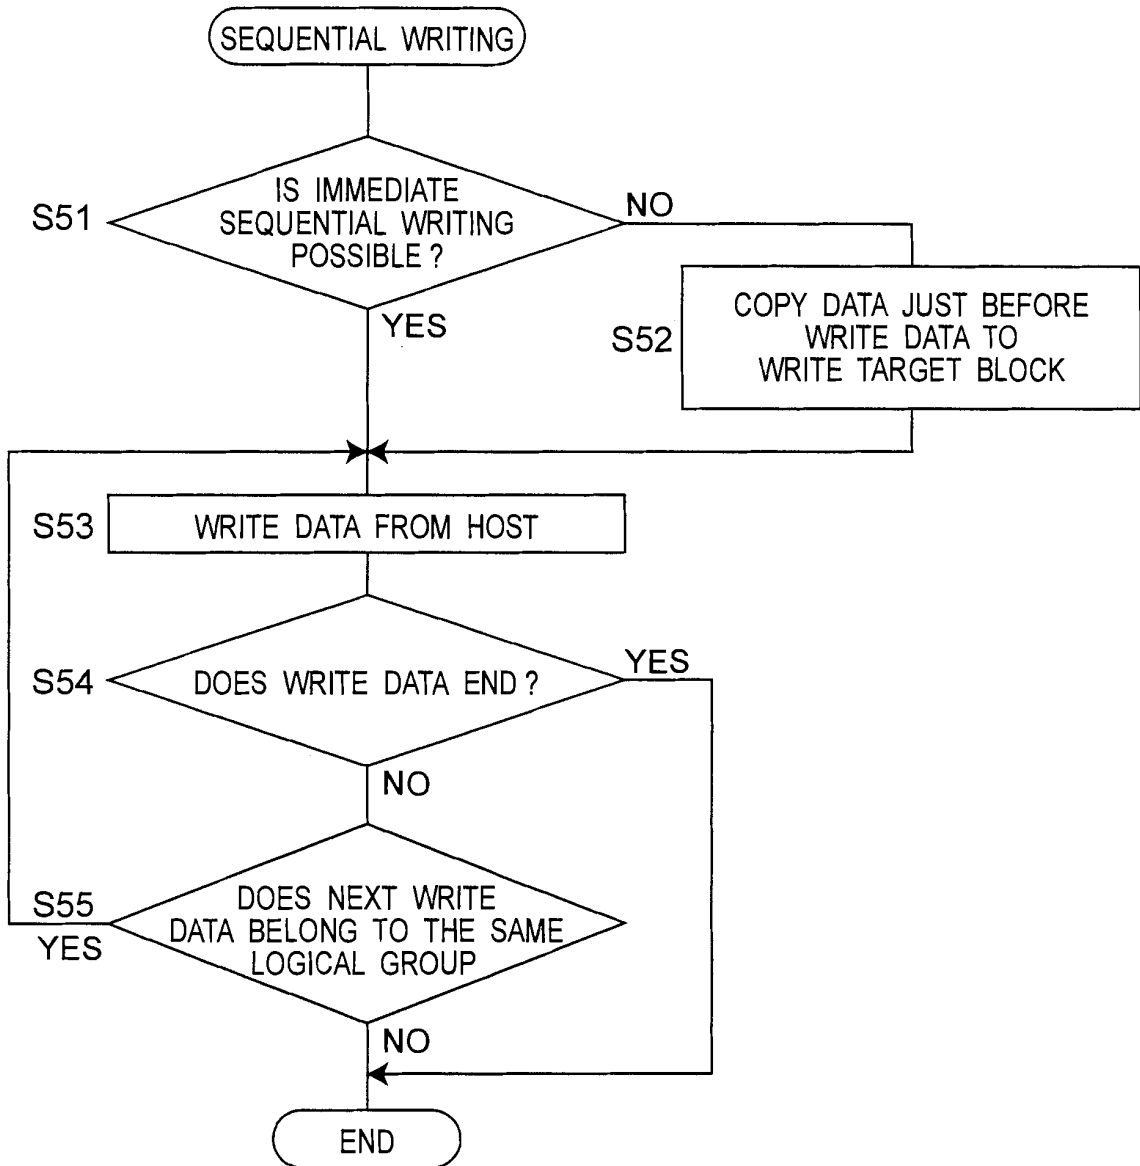 SEQUENTIAL WRITING
S51
IS IMMEDIATE
SEQUENTIAL WRITING
POSSIBLE ?
NO
YES
S52
COPY DATA JUST BEFORE
WRITE DATA TO
WRITE TARGET BLOCK
S53
WRITE DATA FROM HOST
S54
DOES WRITE DATA END ?
YES
NO
S55
YES
DOES NEXT WRITE
DATA BELONG TO THE SAME
LOGICAL GROUP
NO
END